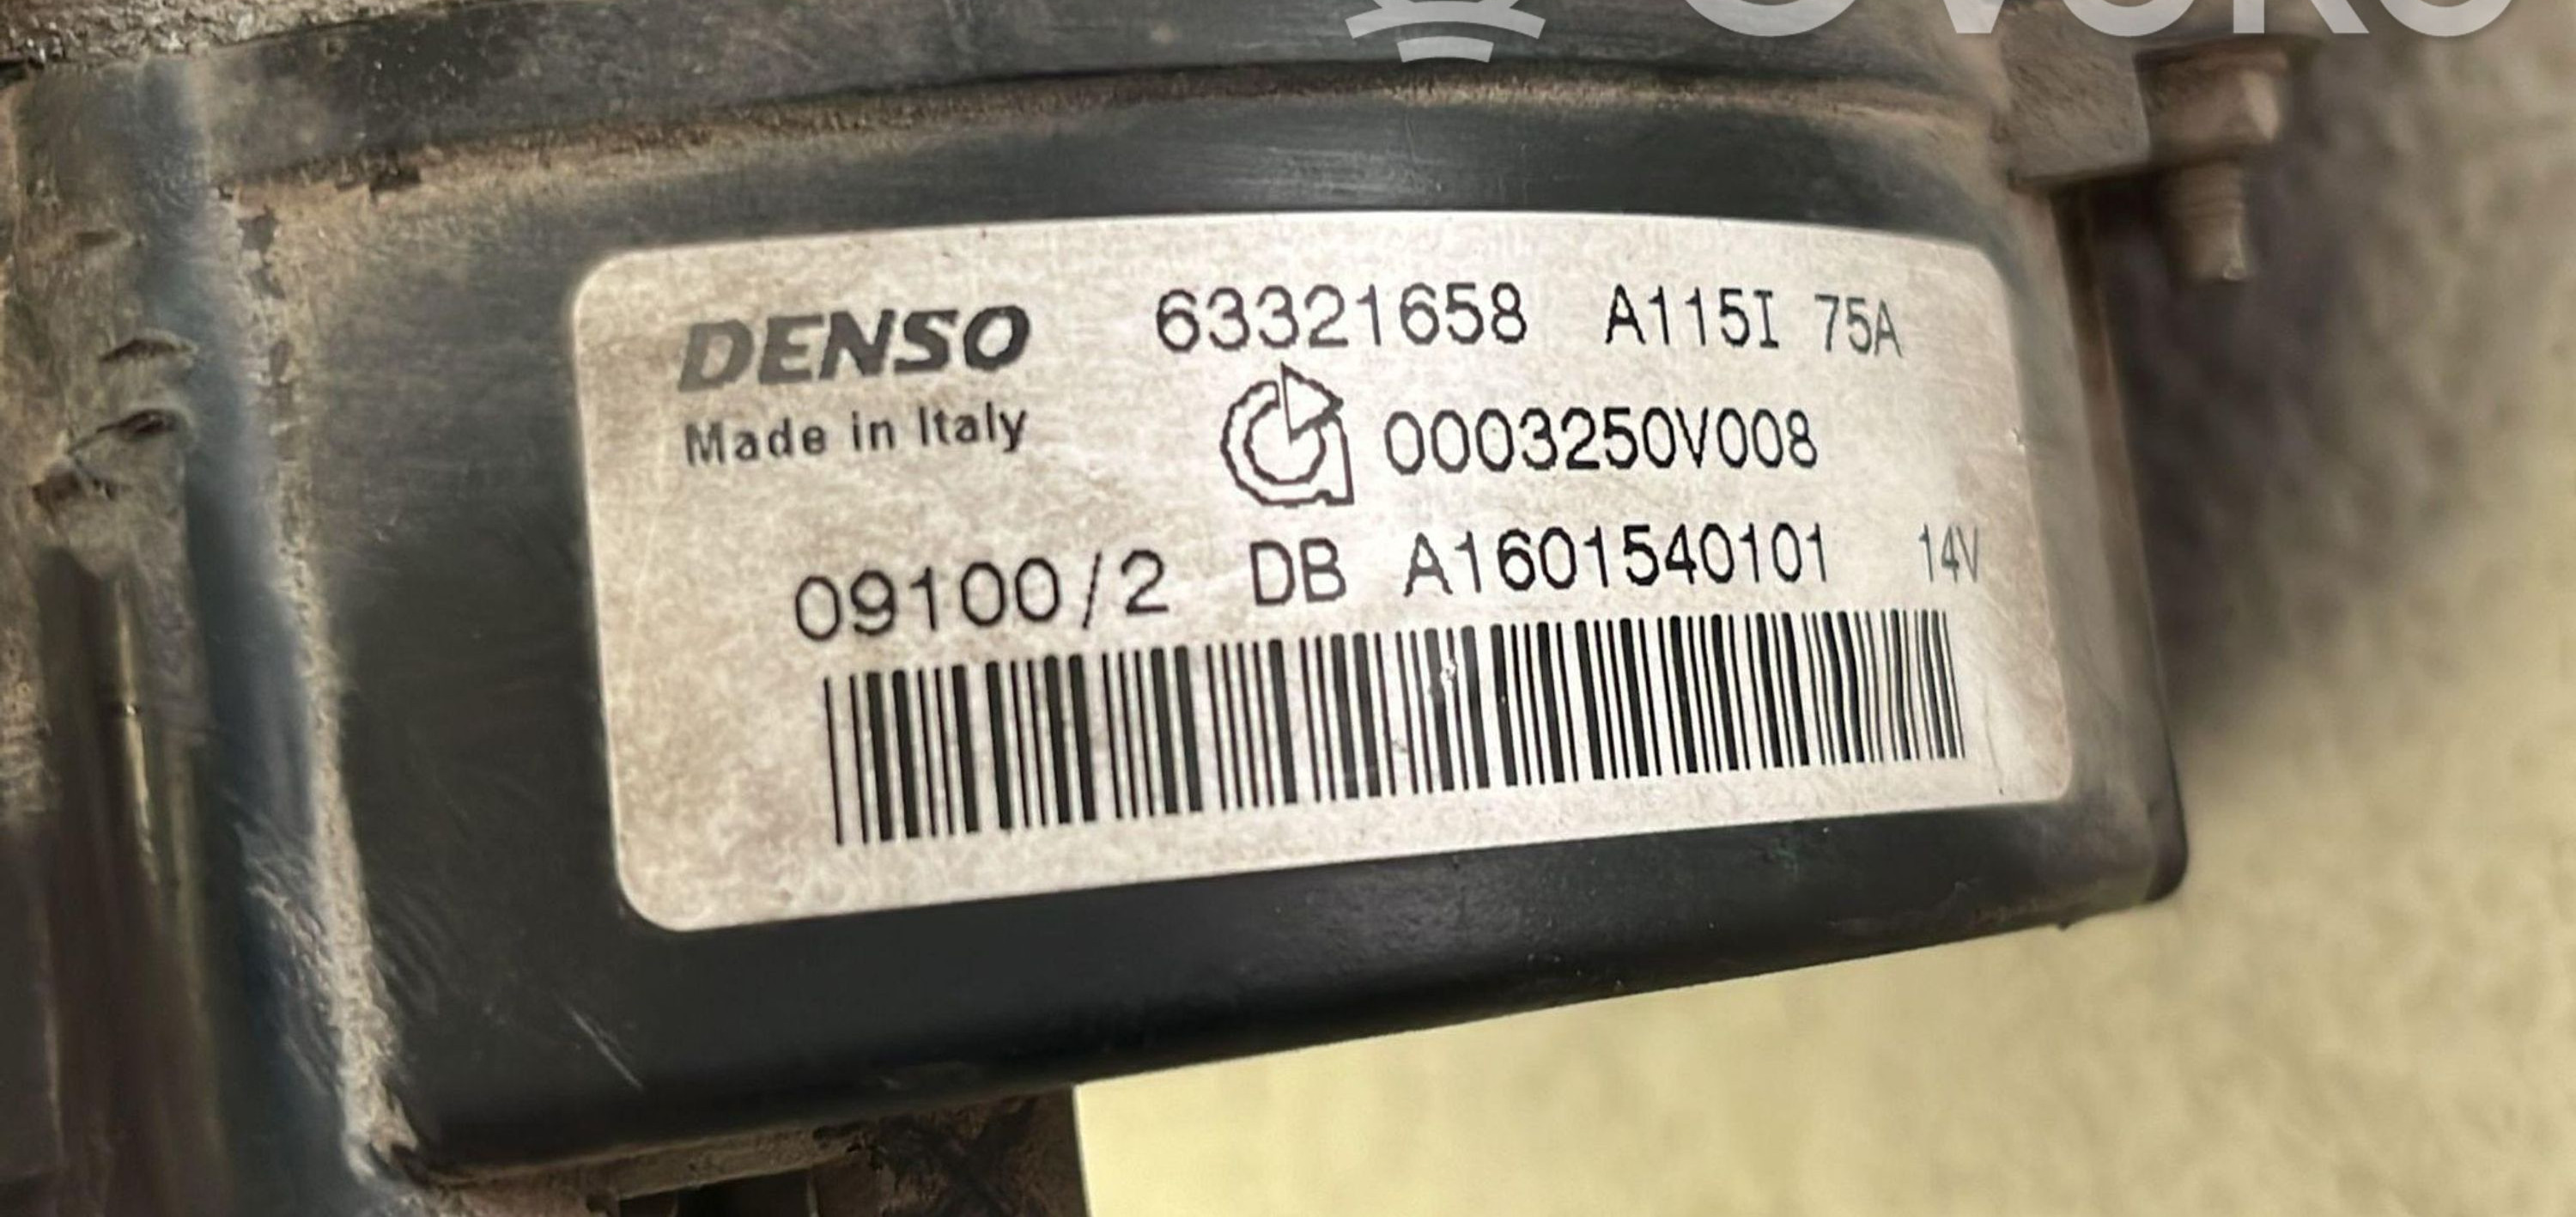 DENSO 63321658 A115I 75A
Made in Italy 0003250V008
09100/2 DB A1601540101 14V